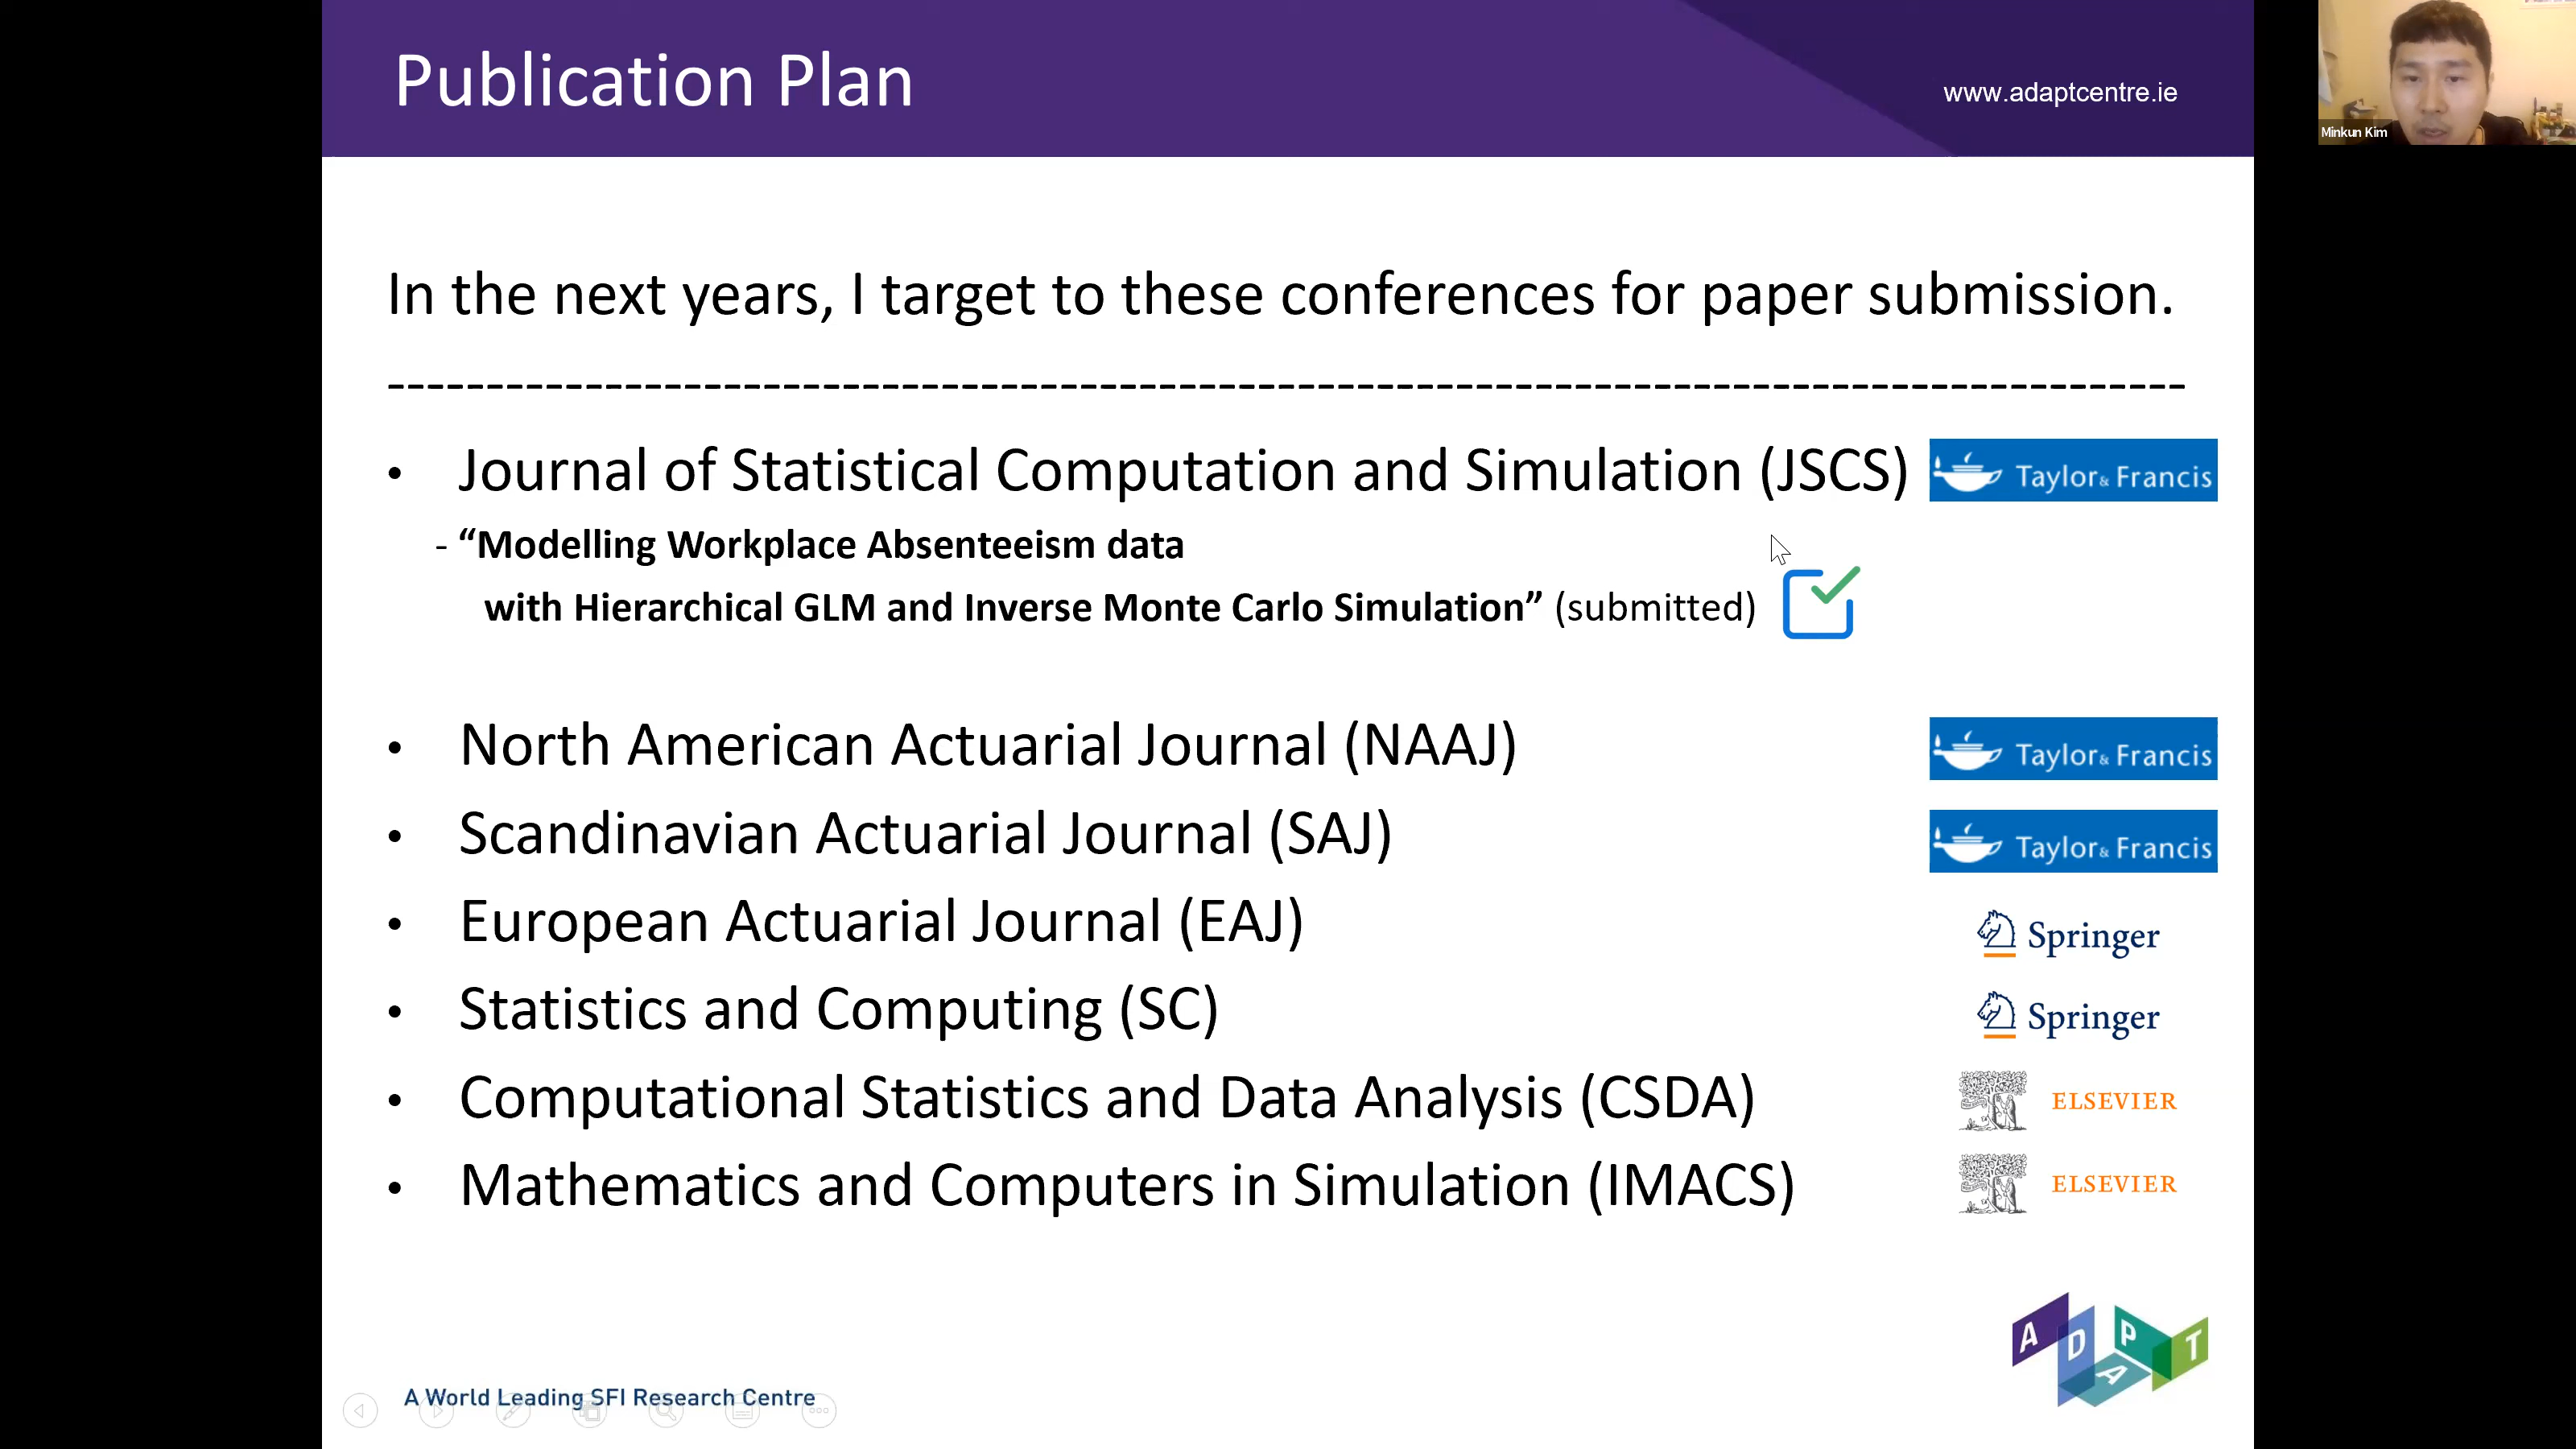 Publication Plan
www.adaptcentre.ie
Minkun Kim
In the next years, I target to these conferences for paper submission.
--------------------------------------------------------------------------------------------
• Journal of Statistical Computation and Simulation (JSCS)
Taylor & Francis
- “Modelling Workplace Absenteeism data
with Hierarchical GLM and Inverse Monte Carlo Simulation” (submitted)
• North American Actuarial Journal (NAAJ)
Taylor & Francis
• Scandinavian Actuarial Journal (SAJ)
Taylor & Francis
• European Actuarial Journal (EAJ)
Springer
• Statistics and Computing (SC)
Springer
• Computational Statistics and Data Analysis (CSDA)
ELSEVIER
• Mathematics and Computers in Simulation (IMACS)
ELSEVIER
ADAPT
A World Leading SFI Research Centre